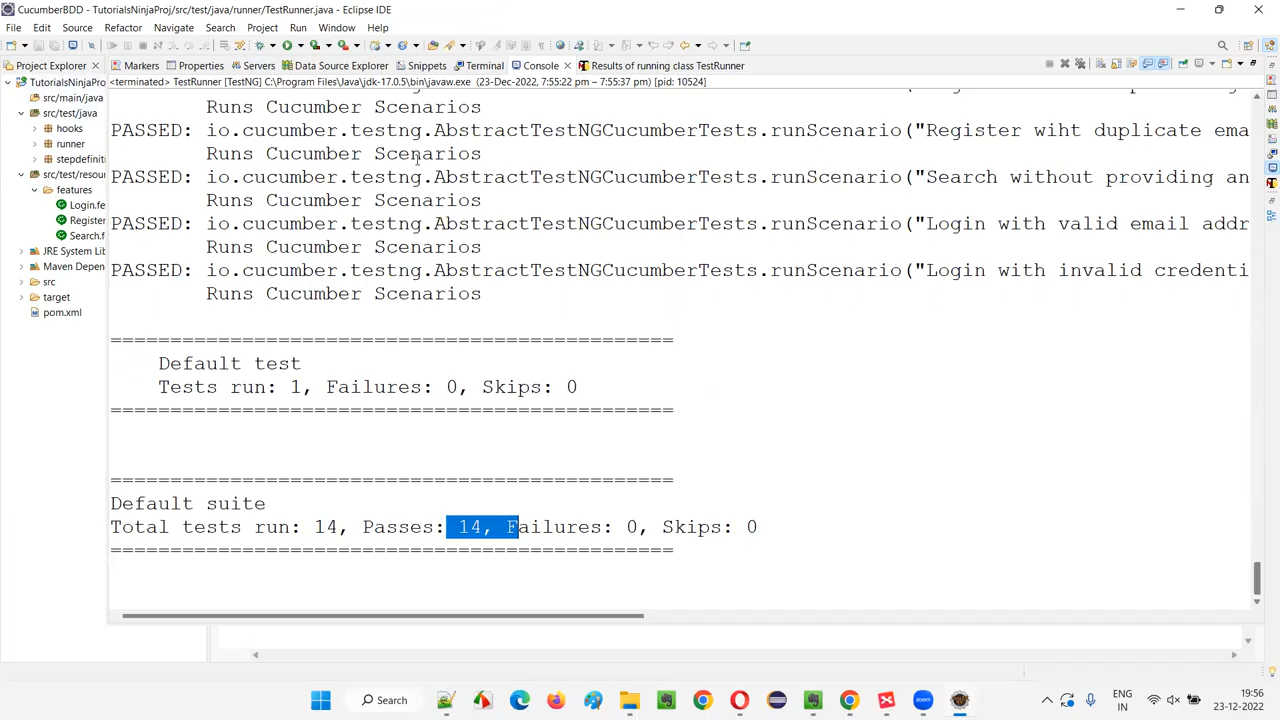 CucumberBDD - TutorialsNinjaProj/src/test/java/runner/TestRunner.java - Eclipse IDE
File Edit Source Refactor Navigate Search Project Run Window Help
Project Explorer
Markers Properties Servers Data Source Explorer Snippets Terminal Console Results of running class TestRunner
<terminated> TestRunner [TestNG] C:\Program Files\Java\jdk-17.0.5\bin\javaw.exe (23-Dec-2022, 7:55:22 pm – 7:55:37 pm) [pid: 10524]
TutorialsNinjaPro
src/main/java
src/test/java
hooks
runner
stepdefinit
src/test/resou
features
Login.fe
Register
Search.f
JRE System Lib
Maven Depen
src
target
pom.xml
Runs Cucumber Scenarios
PASSED: io.cucumber.testng.AbstractTestNGCucumberTests.runScenario("Register wiht duplicate ema
Runs Cucumber Scenarios
PASSED: io.cucumber.testng.AbstractTestNGCucumberTests.runScenario("Search without providing an
Runs Cucumber Scenarios
PASSED: io.cucumber.testng.AbstractTestNGCucumberTests.runScenario("Login with valid email addr
Runs Cucumber Scenarios
PASSED: io.cucumber.testng.AbstractTestNGCucumberTests.runScenario("Login with invalid credenti
Runs Cucumber Scenarios
===============================================
Default test
Tests run: 1, Failures: 0, Skips: 0
===============================================
===============================================
Default suite
Total tests run: 14, Passes: 14, Failures: 0, Skips: 0
===============================================
Search
ENG
IN
19:56
23-12-2022